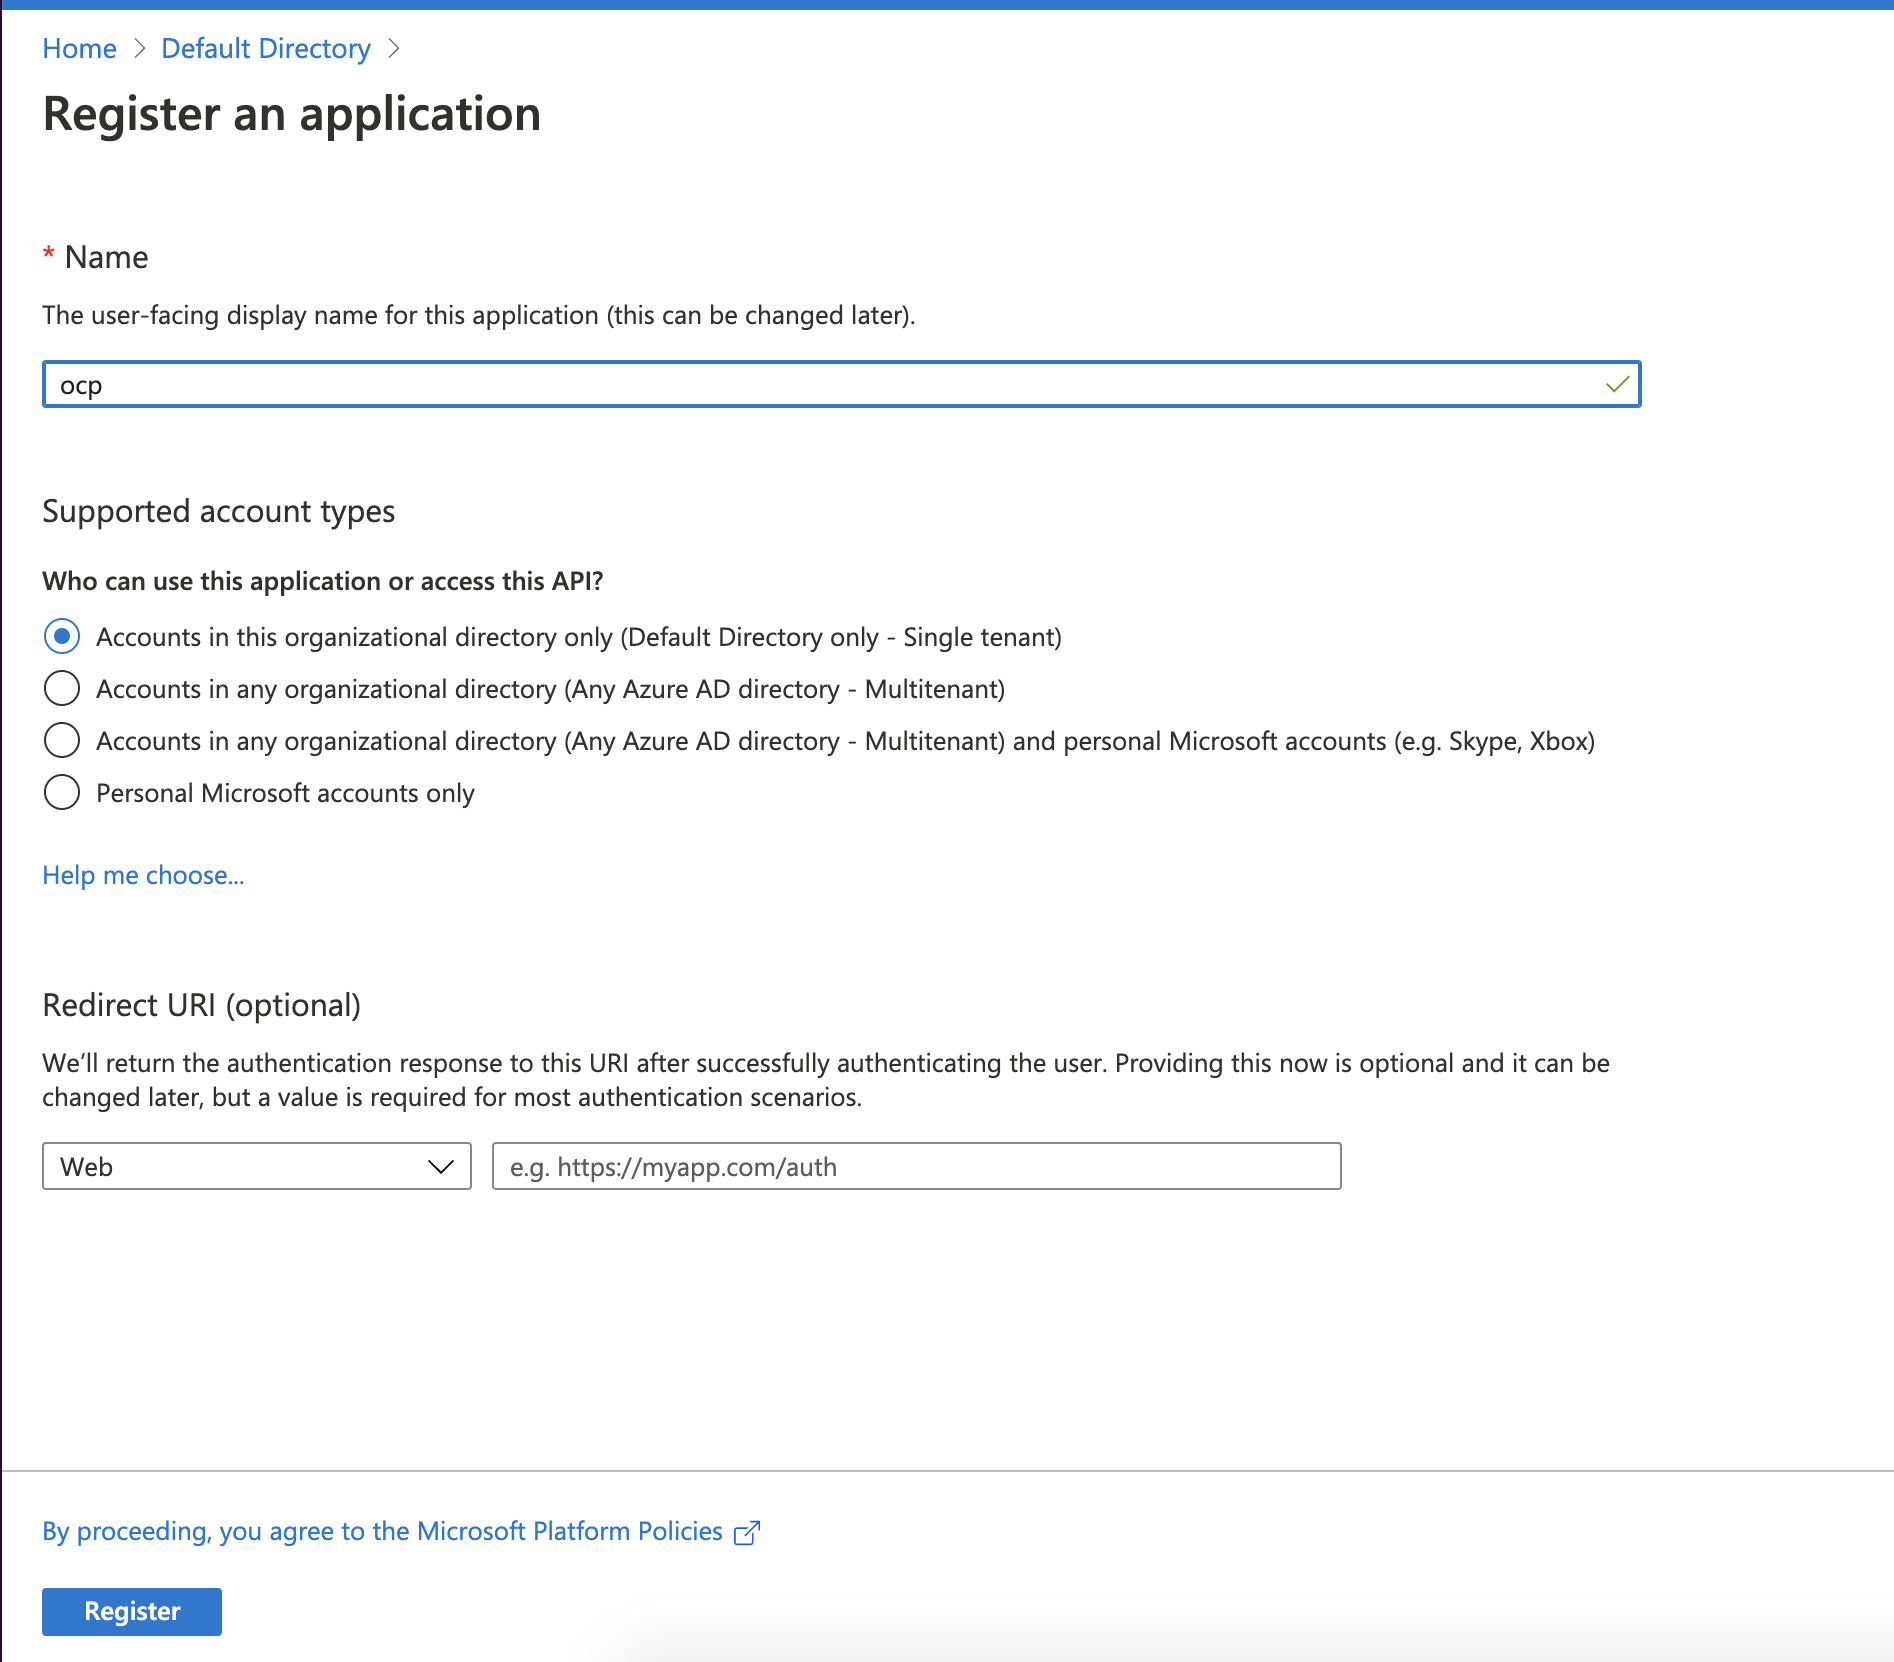 Home > Default Directory >
Register an application
* Name
The user-facing display name for this application (this can be changed later).
ocp
Supported account types
Who can use this application or access this API?
Accounts in this organizational directory only (Default Directory only - Single tenant)
Accounts in any organizational directory (Any Azure AD directory - Multitenant)
Accounts in any organizational directory (Any Azure AD directory - Multitenant) and personal Microsoft accounts (e.g. Skype, Xbox)
Personal Microsoft accounts only
Help me choose...
Redirect URI (optional)
We’ll return the authentication response to this URI after successfully authenticating the user. Providing this now is optional and it can be
changed later, but a value is required for most authentication scenarios.
Web
e.g. https://myapp.com/auth
By proceeding, you agree to the Microsoft Platform Policies
Register